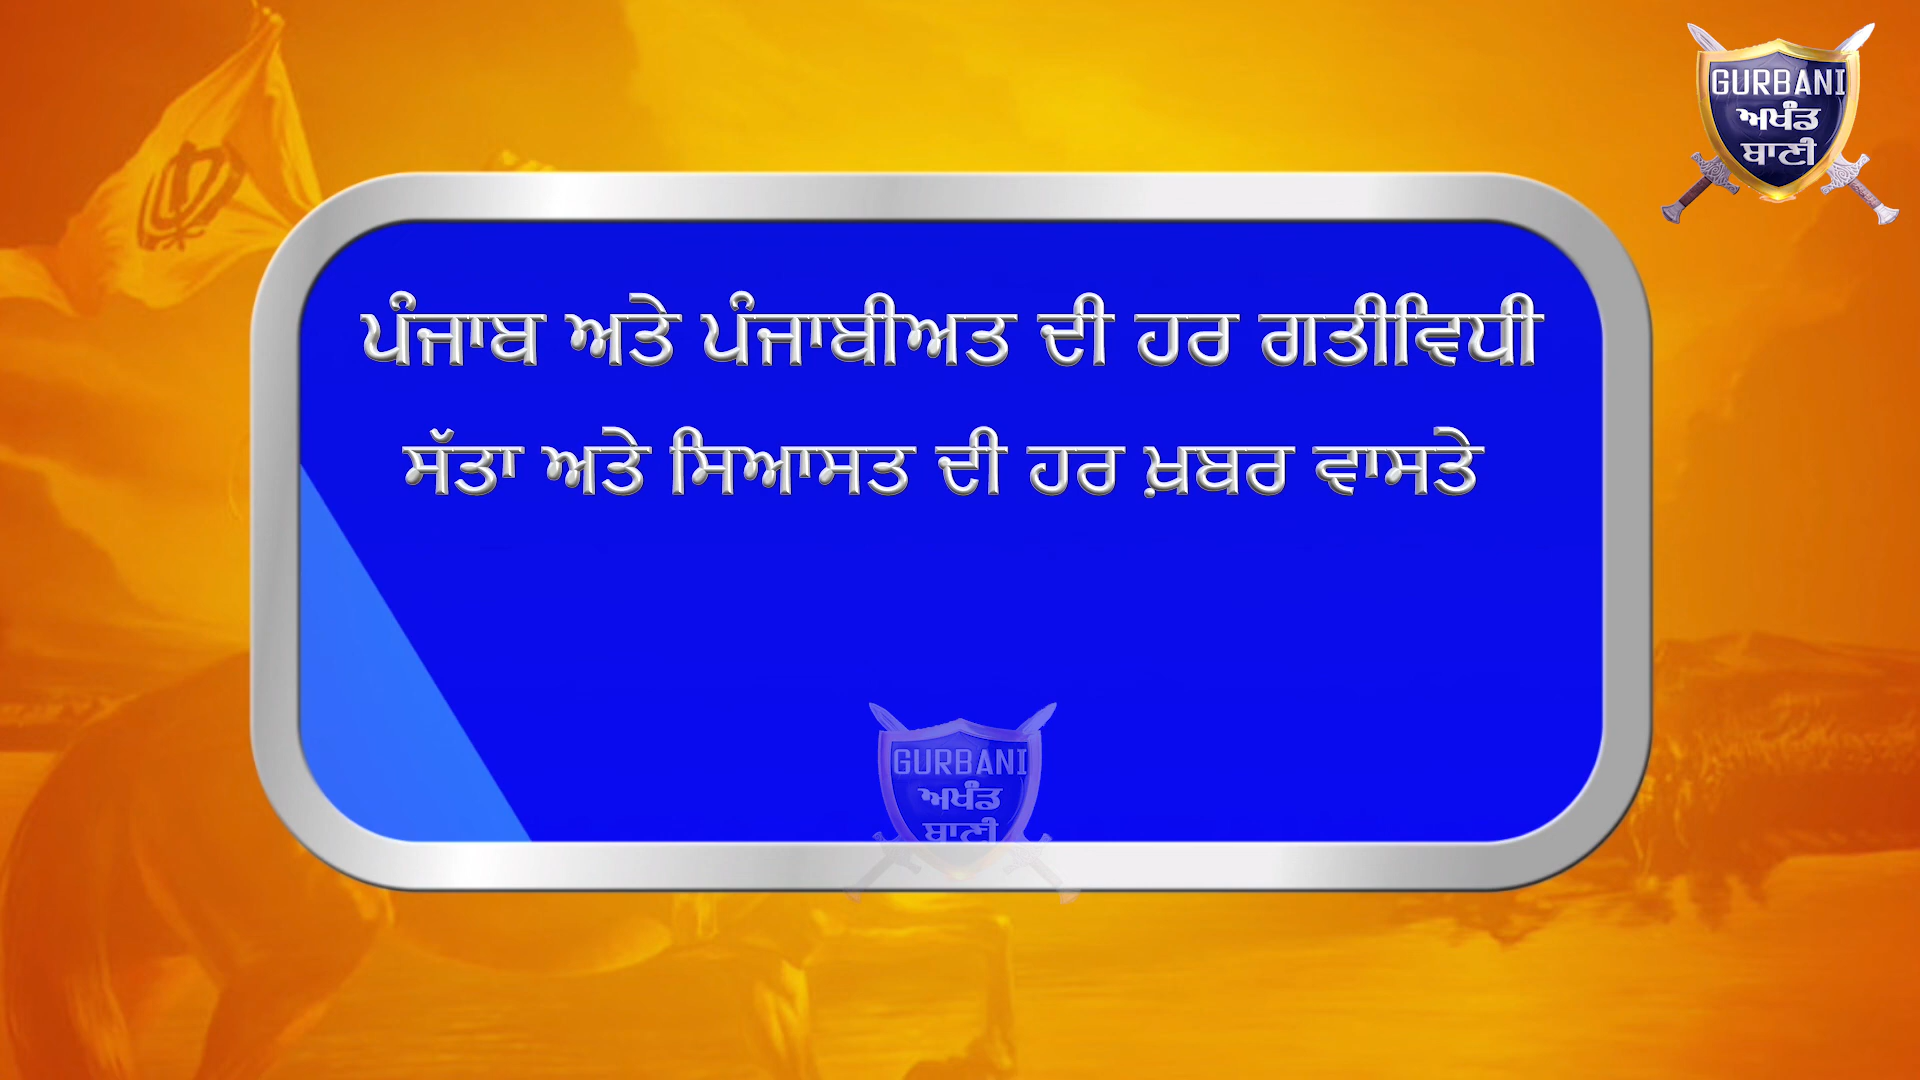 GURBANI
ਅਖੰਡ
ਬਾਣੀ
ਪੰਜਾਬ ਅਤੇ ਪੰਜਾਬੀਅਤ ਦੀ ਹਰ ਗਤੀਵਿਧੀ
ਸੱਤਾ ਅਤੇ ਸਿਆਸਤ ਦੀ ਹਰ ਖ਼ਬਰ ਵਾਸਤੇ
GURBANI
ਅਖੰਡ
ਬਾਣੀ